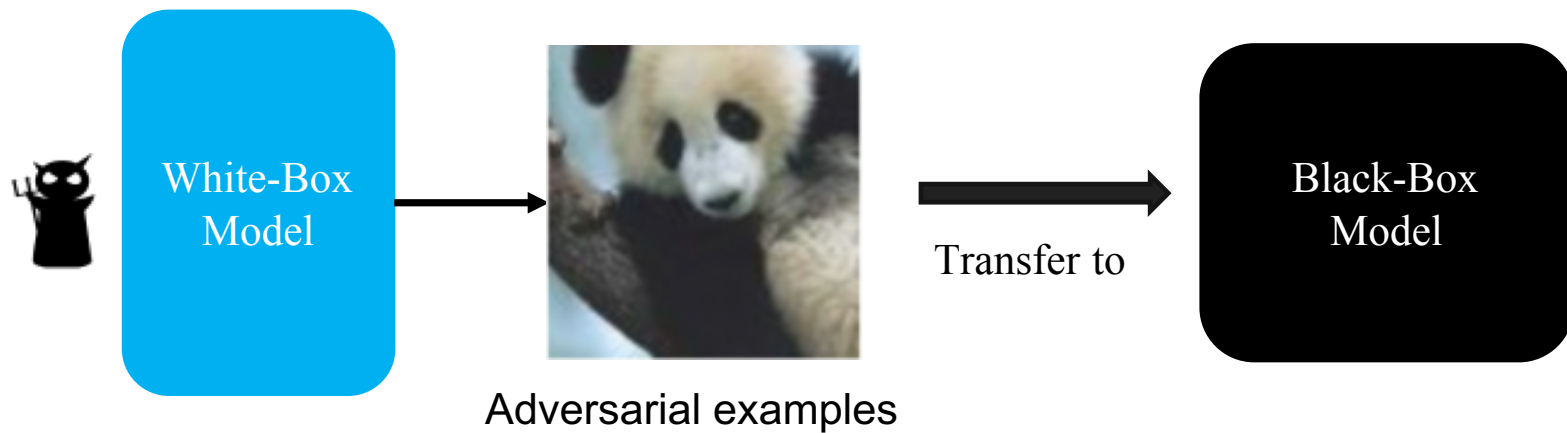 White-Box
Model
Adversarial examples
Transfer to
Black-Box
Model